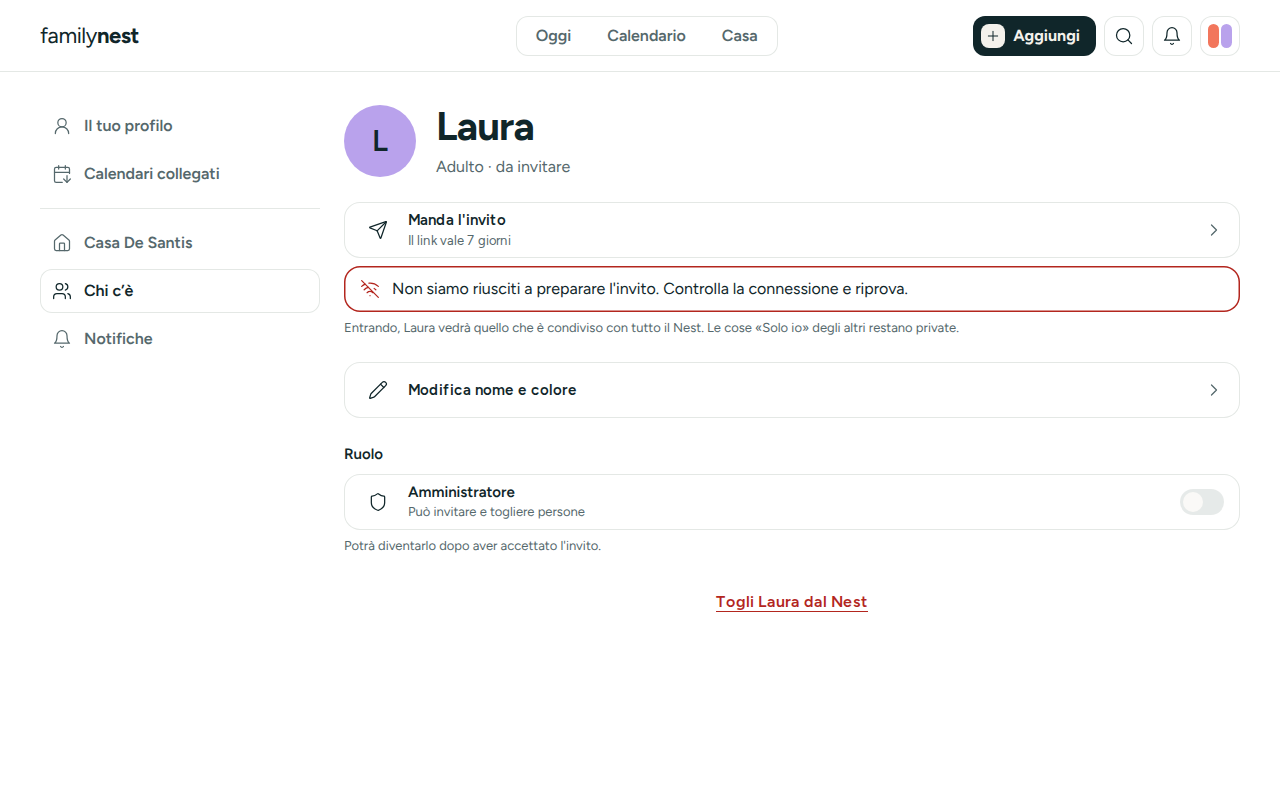 familynest
Oggi
Calendario
Casa
Aggiungi
Il tuo profilo
Calendari collegati
Casa De Santis
Chi c’è
Notifiche
L
Laura
Adulto · da invitare
Manda l'invito
Il link vale 7 giorni
Non siamo riusciti a preparare l'invito. Controlla la connessione e riprova.
Entrando, Laura vedrà quello che è condiviso con tutto il Nest. Le cose «Solo io» degli altri restano private.
Modifica nome e colore
Ruolo
Amministratore
Può invitare e togliere persone
Potrà diventarlo dopo aver accettato l'invito.
Togli Laura dal Nest